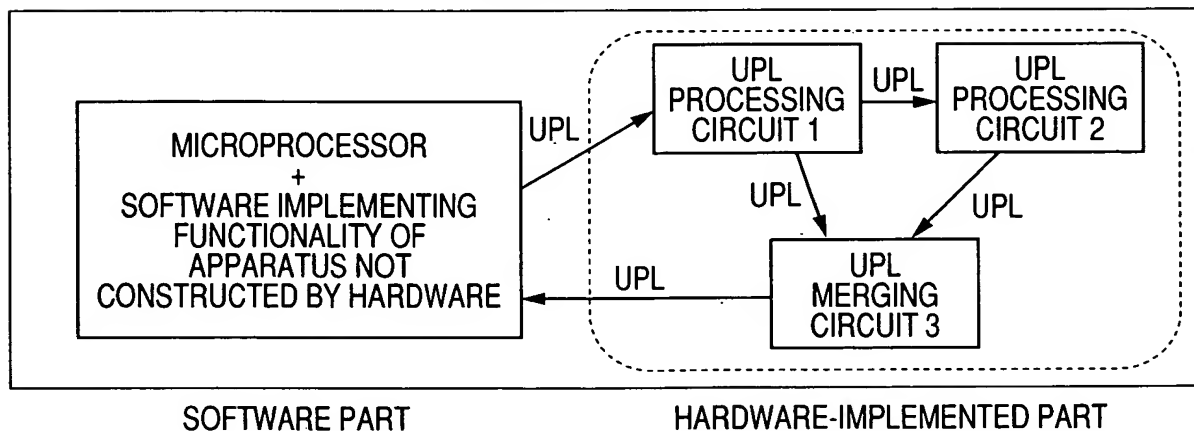 MICROPROCESSOR
+
SOFTWARE IMPLEMENTING
FUNCTIONALITY OF
APPARATUS NOT
CONSTRUCTED BY HARDWARE
UPL
UPL
PROCESSING
CIRCUIT 1
UPL
UPL
PROCESSING
CIRCUIT 2
UPL
UPL
UPL
MERGING
CIRCUIT 3
UPL
SOFTWARE PART
HARDWARE-IMPLEMENTED PART